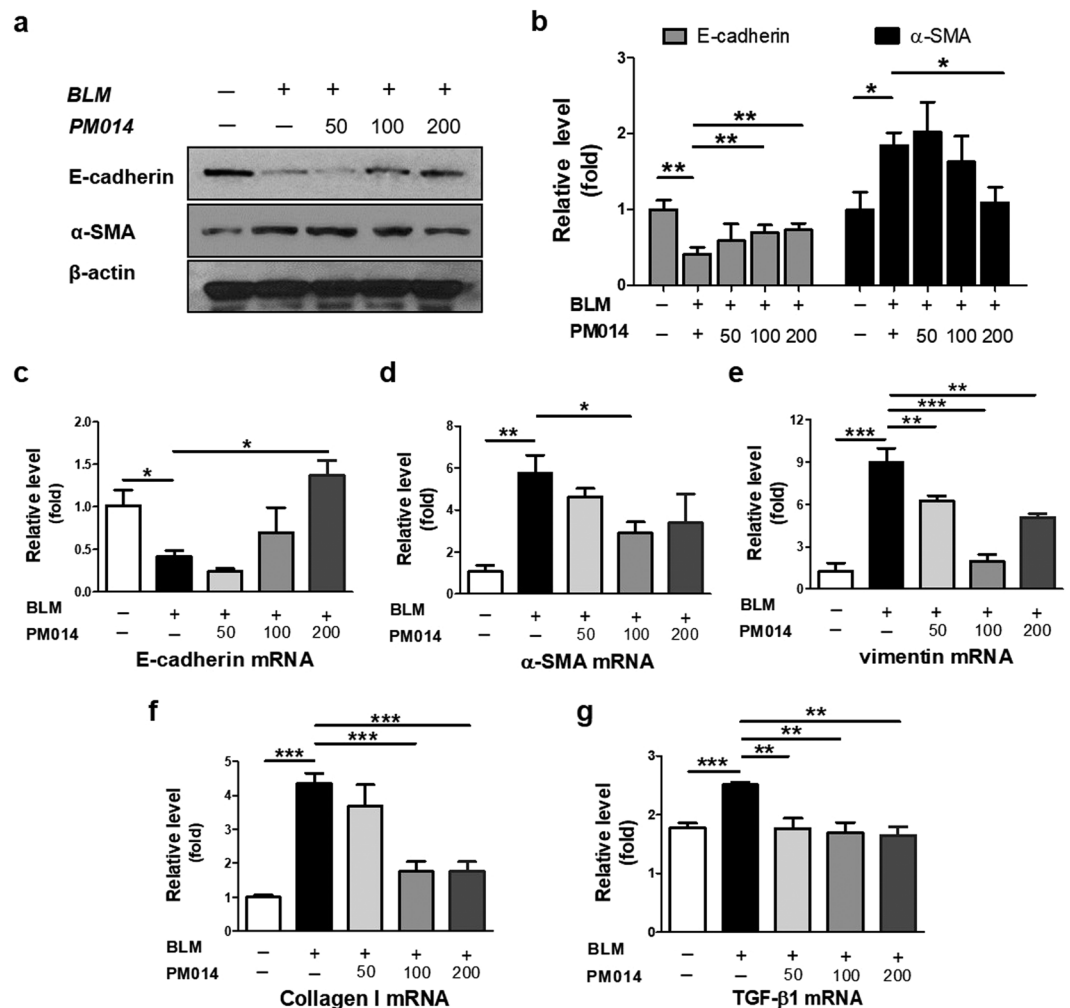 a
BLM – + + + +
PM014 – – 50 100 200
E-cadherin
α-SMA
β-actin
b
E-cadherin α-SMA
Relative level
(fold)
3
2
1
0
** ** ** * *
BLM – + + + + – + + + +
PM014 – + 50 100 200 – + 50 100 200
c
Relative level
(fold)
2.0
1.5
1.0
0.5
0.0
* *
BLM – + + + +
PM014 – – 50 100 200
E-cadherin mRNA
d
Relative level
(fold)
8
6
4
2
0
** *
BLM – + + + +
PM014 – – 50 100 200
α-SMA mRNA
e
Relative level
(fold)
12
9
6
3
0
*** ** *** **
BLM – + + + +
PM014 – – 50 100 200
vimentin mRNA
f
Relative level
(fold)
5
4
3
2
1
0
*** *** ***
BLM – + + + +
PM014 – – 50 100 200
Collagen I mRNA
g
Relative level
(fold)
3
2
1
0
*** ** ** **
BLM – + + + +
PM014 – – 50 100 200
TGF-β1 mRNA